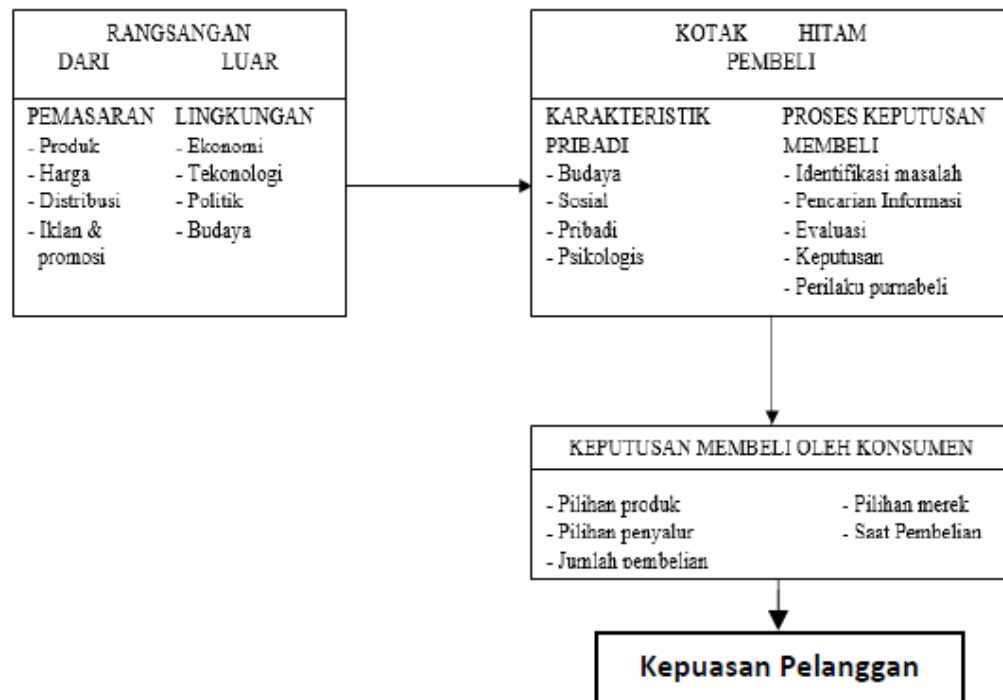 RANGSANGAN
DARI LUAR
PEMASARAN
- Produk
- Harga
- Distribusi
- Iklan &
promosi
LINGKUNGAN
- Ekonomi
- Tekonologi
- Politik
- Budaya
KOTAK HITAM
PEMBELI
KARAKTERISTIK
PRIBADI
- Budaya
- Sosial
- Pribadi
- Psikologis
PROSES KEPUTUSAN
MEMBELI
- Identifikasi masalah
- Pencarian Informasi
- Evaluasi
- Keputusan
- Perilaku purnabeli
KEPUTUSAN MEMBELI OLEH KONSUMEN
- Pilihan produk
- Pilihan penyalur
- Jumlah pembelian
- Pilihan merek
- Saat Pembelian
Kepuasan Pelanggan